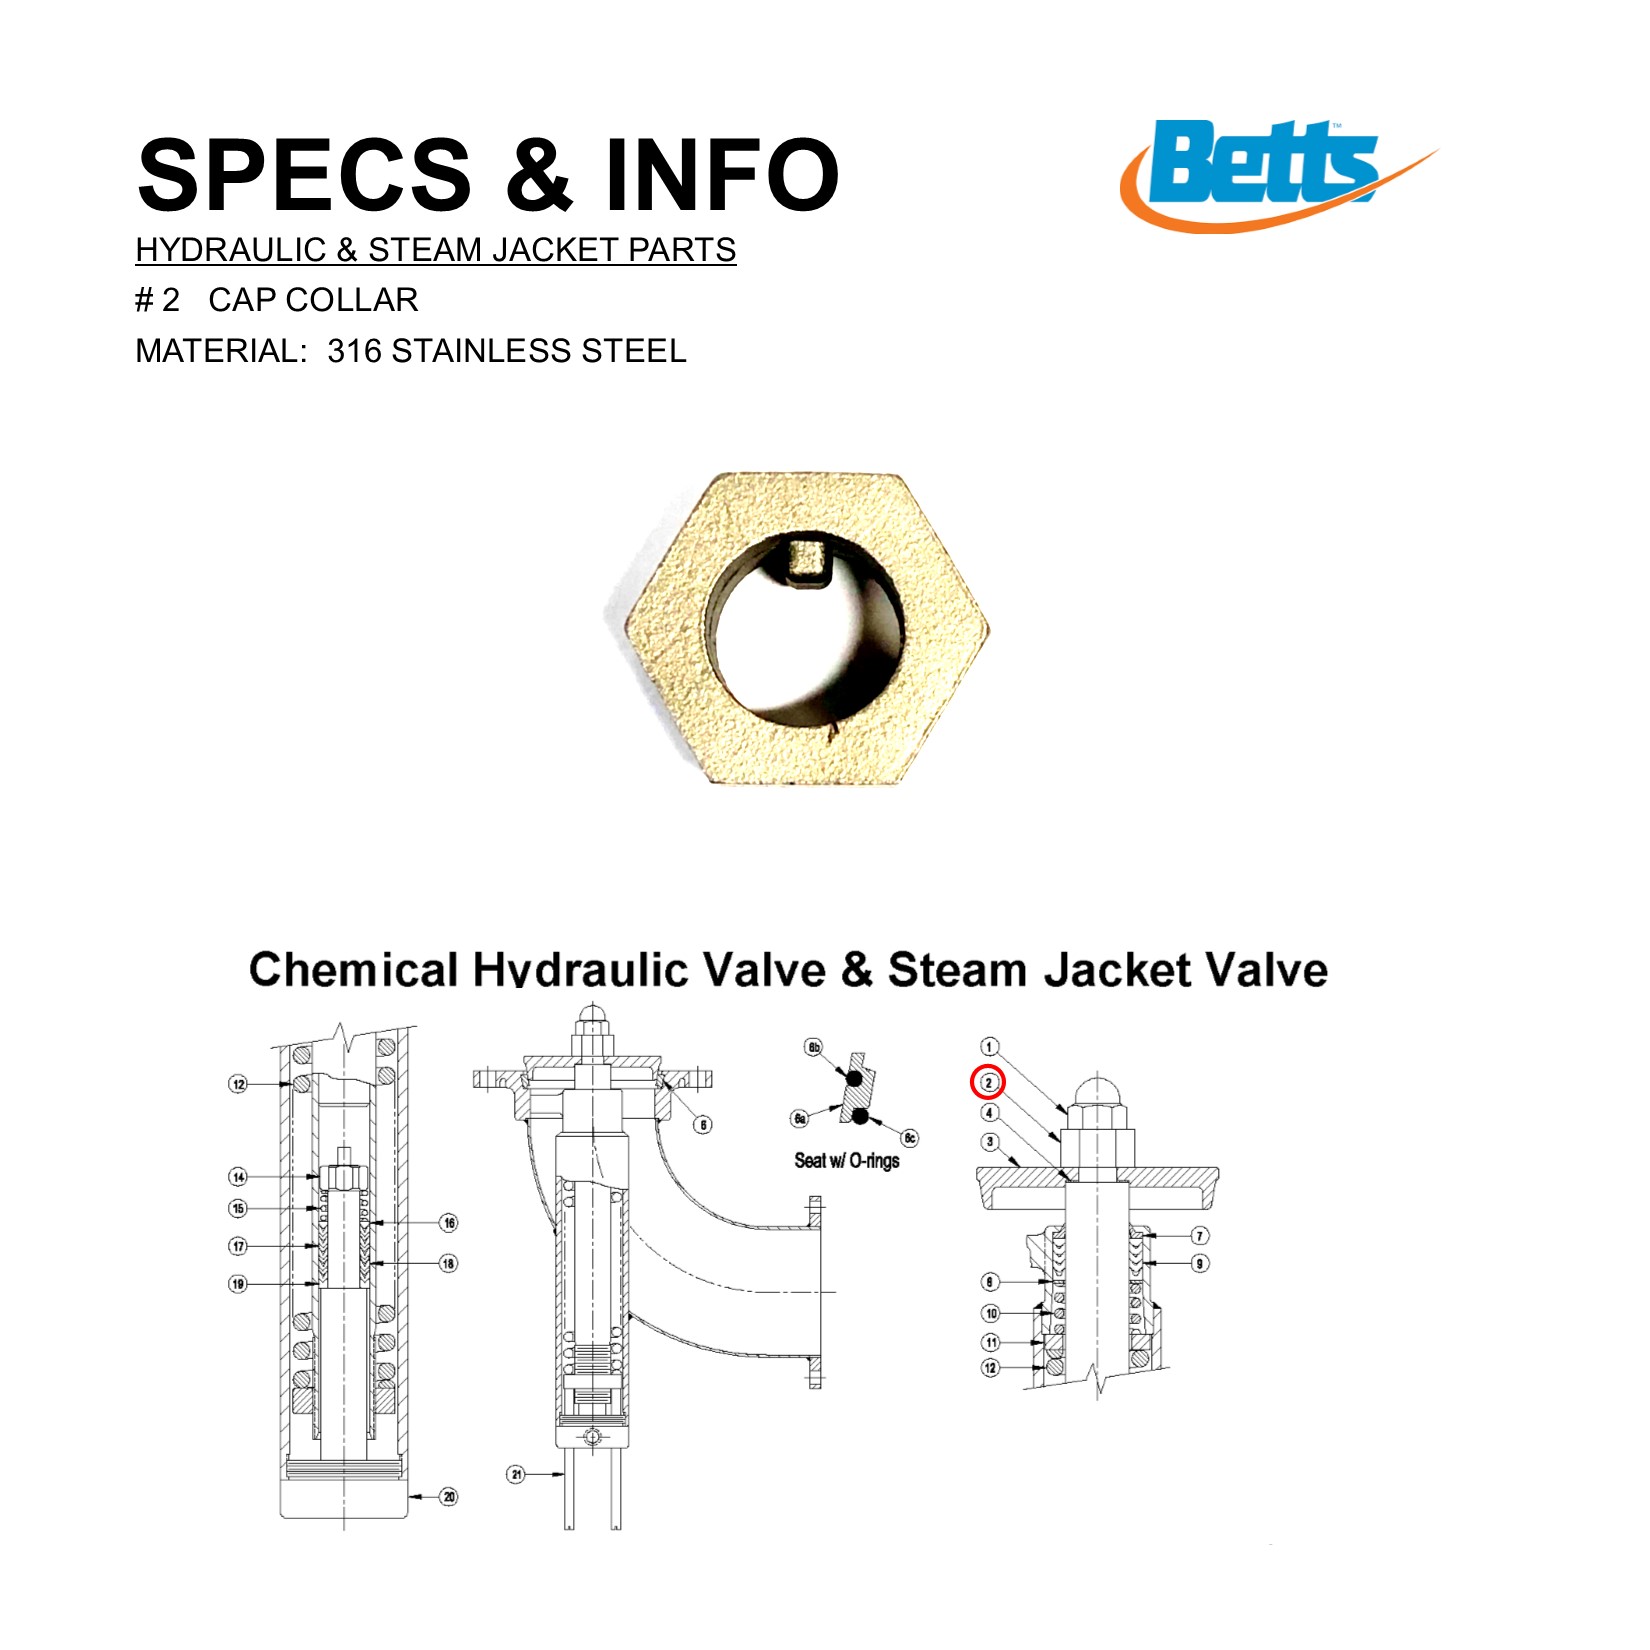 SPECS & INFO
Betts™
HYDRAULIC & STEAM JACKET PARTS
# 2 CAP COLLAR
MATERIAL: 316 STAINLESS STEEL
Chemical Hydraulic Valve & Steam Jacket Valve
12
14
15
17
19
16
18
20
6
21
6b
6a
6c
Seat w/ O-rings
1
2
4
3
7
9
8
10
11
12